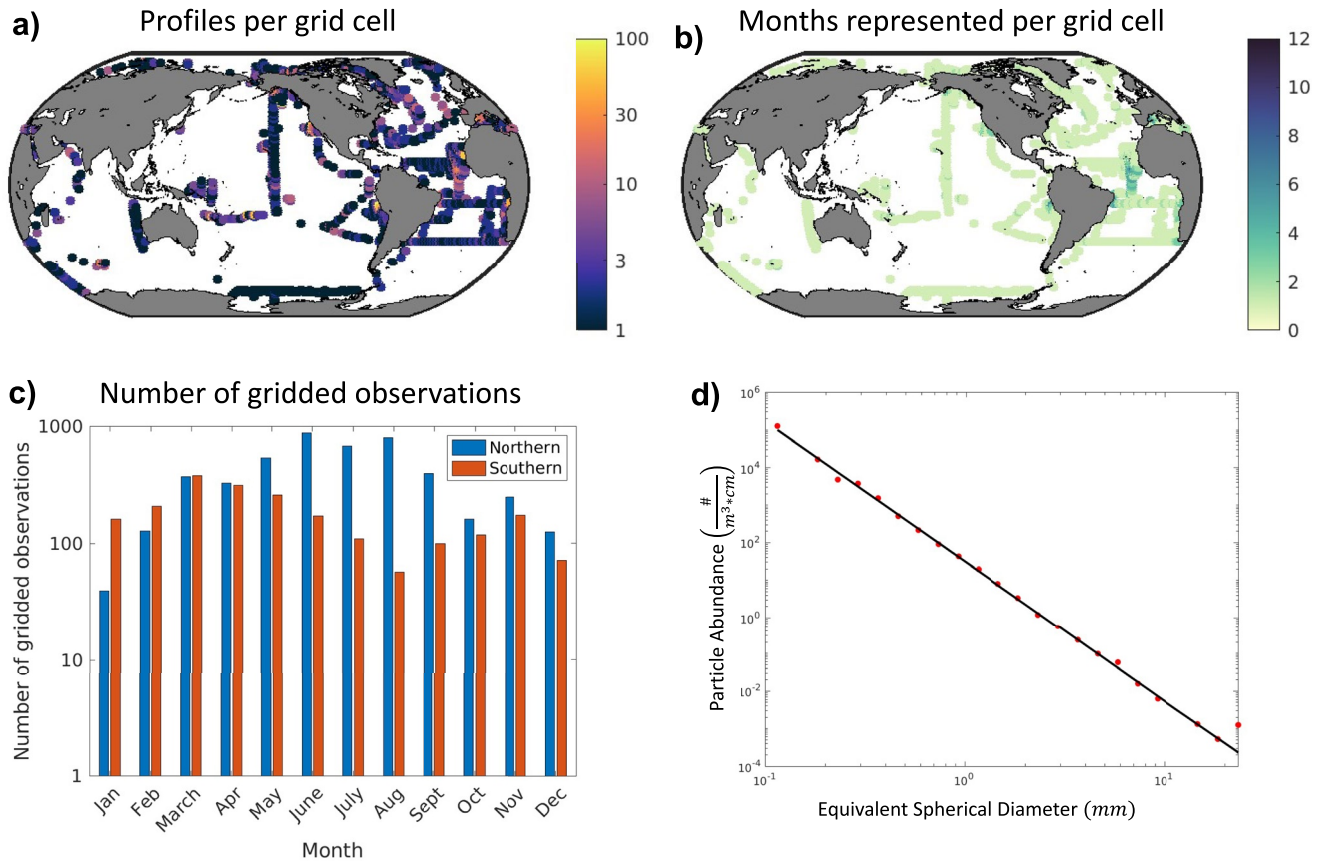 a)
Profiles per grid cell
100
30
10
3
1
b)
Months represented per grid cell
12
10
8
6
4
2
0
c)
Number of gridded observations
Number of gridded observations
1000
100
10
1
Northern
Southern
Jan
Feb
March
Apr
May
June
July
Aug
Sept
Oct
Nov
Dec
Month
d)
Particle Abundance (#/m³*cm)
10⁶
10⁴
10²
10⁰
10⁻²
10⁻⁴
10⁻¹
10⁰
10¹
Equivalent Spherical Diameter (mm)